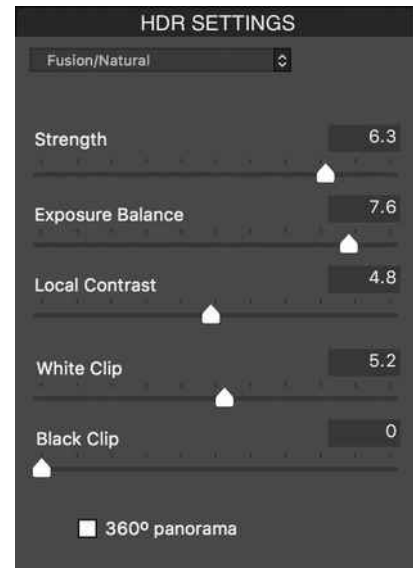 HDR SETTINGS
Fusion/Natural
Strength 6.3
Exposure Balance 7.6
Local Contrast 4.8
White Clip 5.2
Black Clip 0
360º panorama